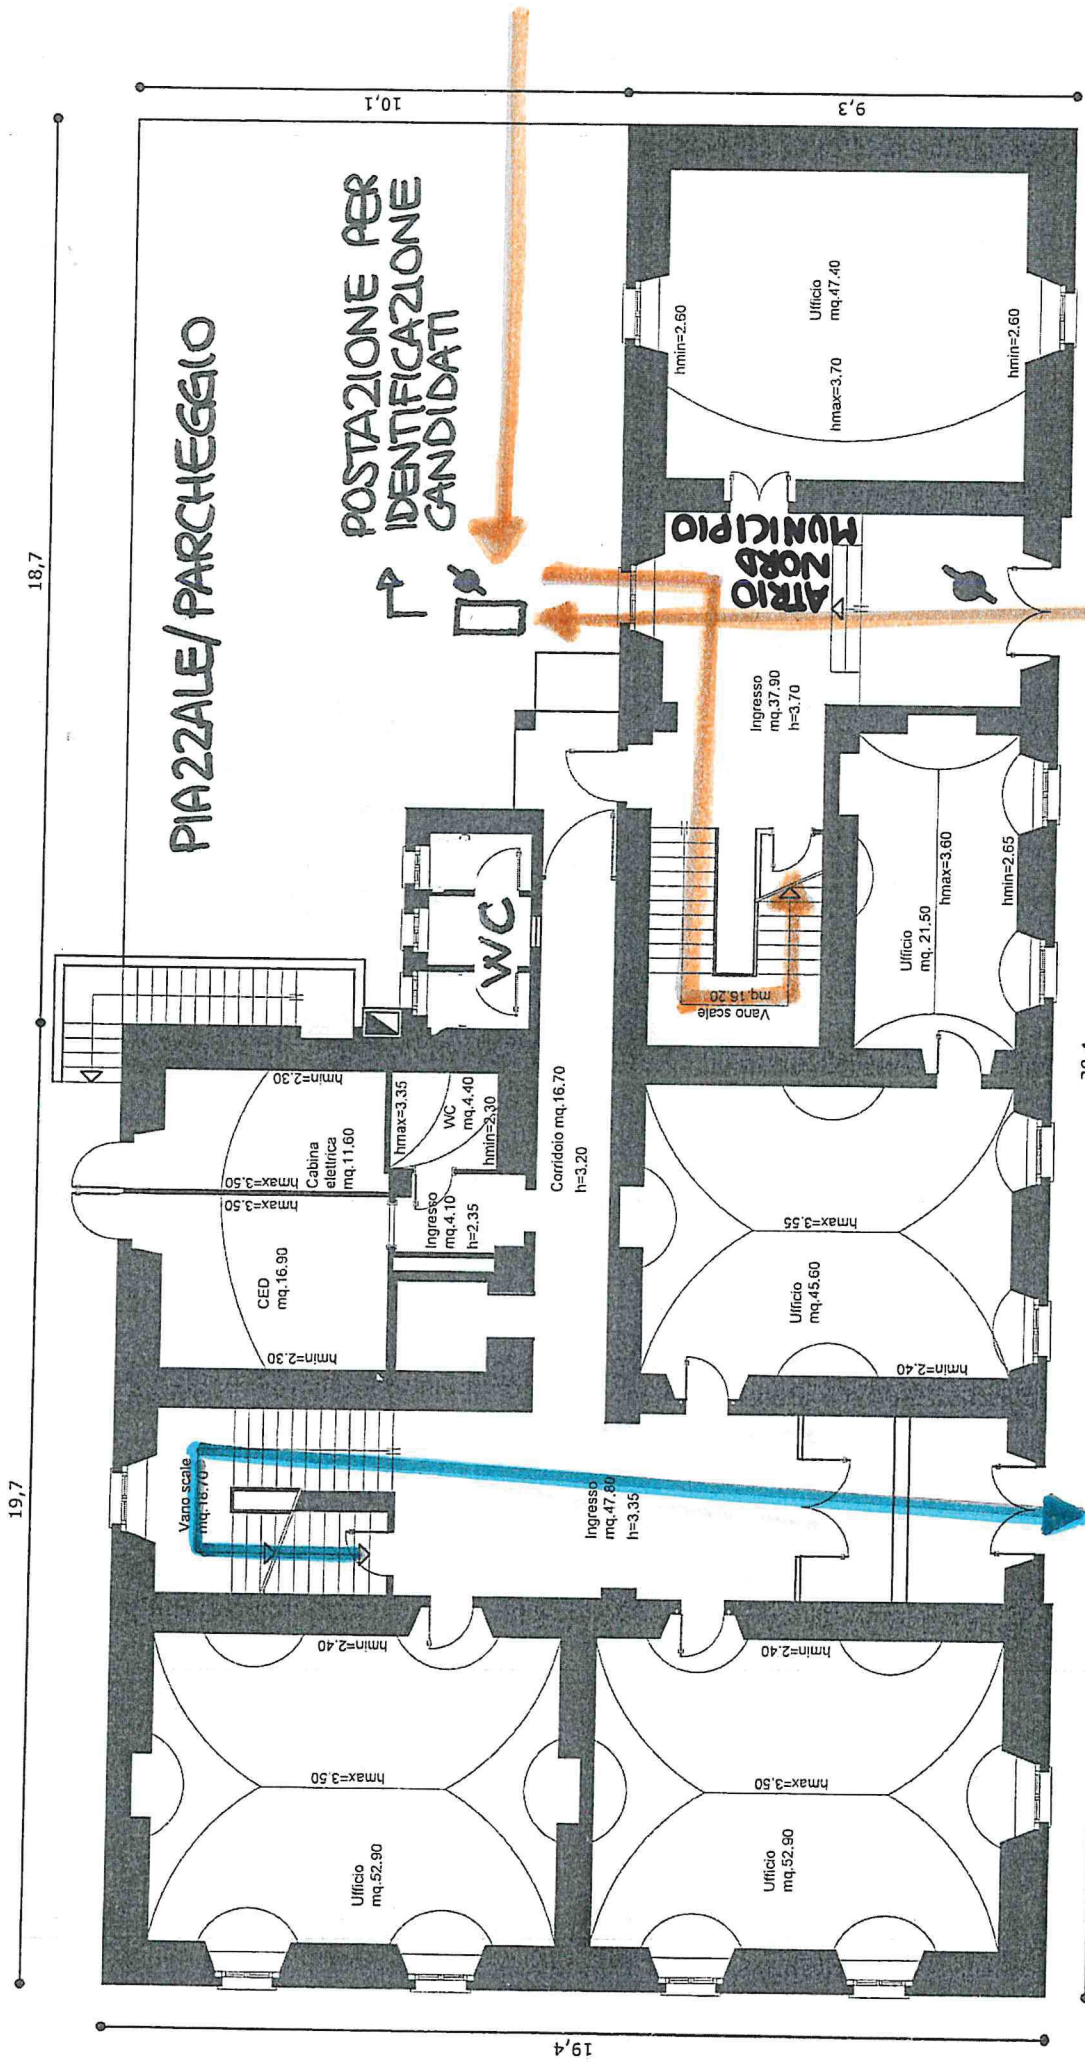 18,7
19,7
10,1
9,3
19,4
PIAZZALE/PARCHEGGIO
POSTAZIONE PER
IDENTIFICAZIONE
CANDIDATI
ATRIO
NORD
MUNICIPIO
WC
Ufficio
mq.47.40
hmin=2.60
hmax=3.70
hmin=2.60
Ingresso
mq.37.90
h=3.70
Vano scale
mq.16.20
Ufficio
mq. 21.50
hmax=3.60
hmin=2.65
Corridoio mq.16.70
h=3.20
hmin=2.30
Cabina
elettrica
mq.11.60
hmax=3.50
hmax=3.50
CED
mq.16.90
hmin=2.30
hmax=3.35
WC
mq.4.40
hmin=2.30
Ingresso
mq.4.10
h=2.35
Ufficio
mq.45.60
hmax=3.55
hmin=2.40
Vano scale
mq.18.70
Ingresso
mq.47.80
h=3.35
Ufficio
mq.52.90
hmax=3.50
hmin=2.40
Ufficio
mq.52.90
hmax=3.50
hmin=2.40